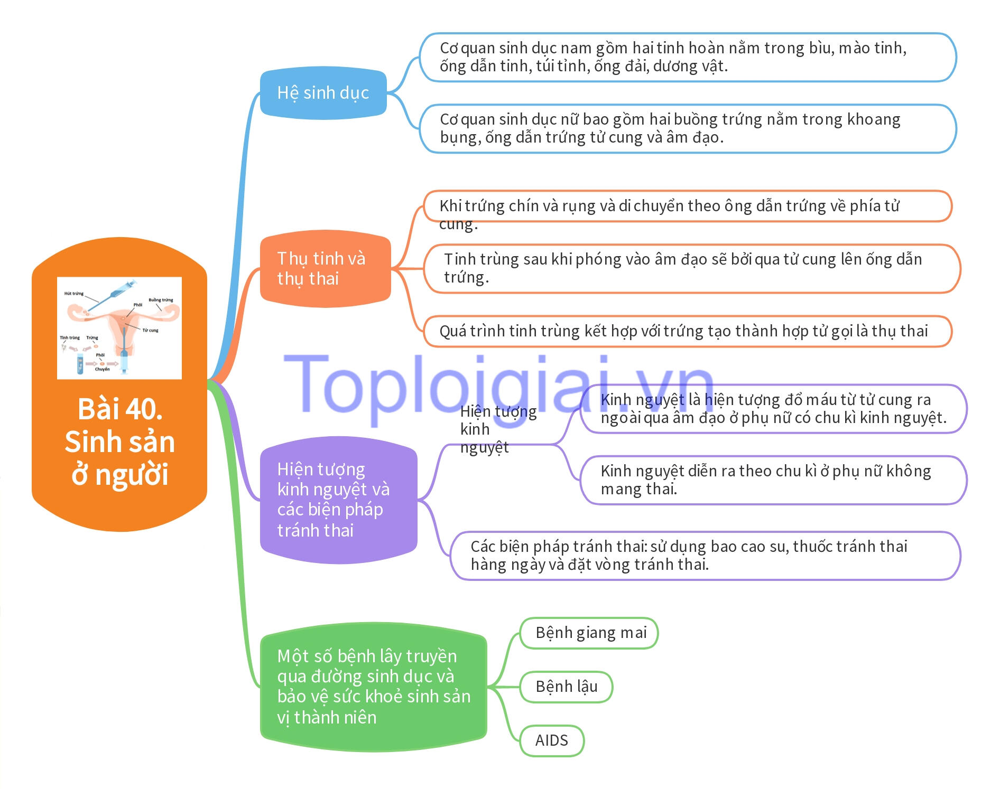 Cơ quan sinh dục nam gồm hai tinh hoàn nằm trong bìu, mào tinh,
ống dẫn tinh, túi tỉnh, ống đải, dương vật.
Hệ sinh dục
Cơ quan sinh dục nữ bao gồm hai buồng trứng nằm trong khoang
bụng, ống dẫn trứng tử cung và âm đạo.
Khi trứng chín và rụng và di chuyển theo ông dẫn trứng về phía tử
cung.
Thụ tinh và
thụ thai
Tinh trùng sau khi phóng vào âm đạo sẽ bởi qua tử cung lên ống dẫn
trứng.
Quá trình tinh trùng kết hợp với trứng tạo thành hợp tử gọi là thụ thai
Hút trứng
Buồng trứng
Phôi
Tử cung
Tinh trùng
Trứng
Phôi
Chuyển
Bài 40.
Sinh sản
ở người
Toploigiai.vn
Hiện tượng
kinh
nguyệt
Kinh nguyệt là hiện tượng đổ máu từ tử cung ra
ngoài qua âm đạo ở phụ nữ có chu kì kinh nguyệt.
Kinh nguyệt diễn ra theo chu kì ở phụ nữ không
mang thai.
Hiện tượng
kinh nguyệt và
các biện pháp
tránh thai
Các biện pháp tránh thai: sử dụng bao cao su, thuốc tránh thai
hàng ngày và đặt vòng tránh thai.
Một số bệnh lây truyền
qua đường sinh dục và
bảo vệ sức khoẻ sinh sản
vị thành niên
Bệnh giang mai
Bệnh lậu
AIDS